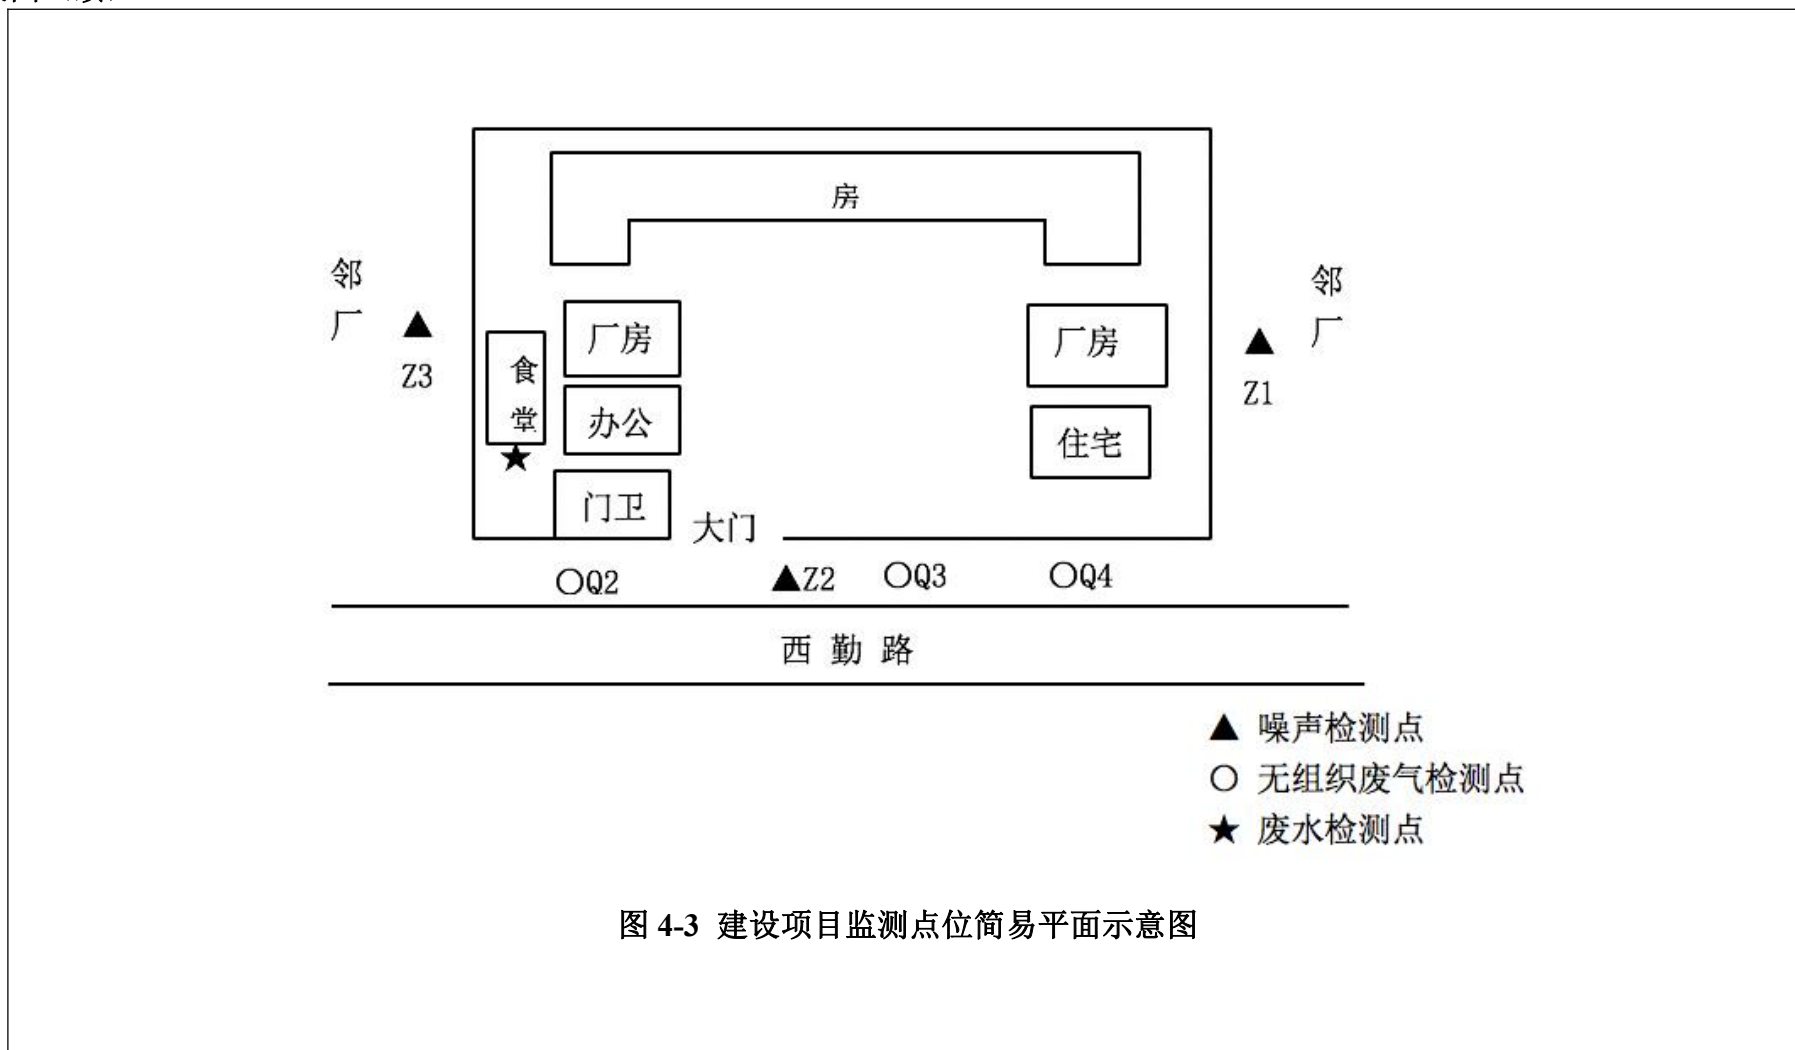 房
邻厂
▲
Z3
邻厂
▲
Z1
食堂
★
厂房
办公
门卫
大门
厂房
住宅
○Q2
▲Z2
○Q3
○Q4
西 勤 路
▲ 噪声检测点
○ 无组织废气检测点
★ 废水检测点
图 4-3 建设项目监测点位简易平面示意图